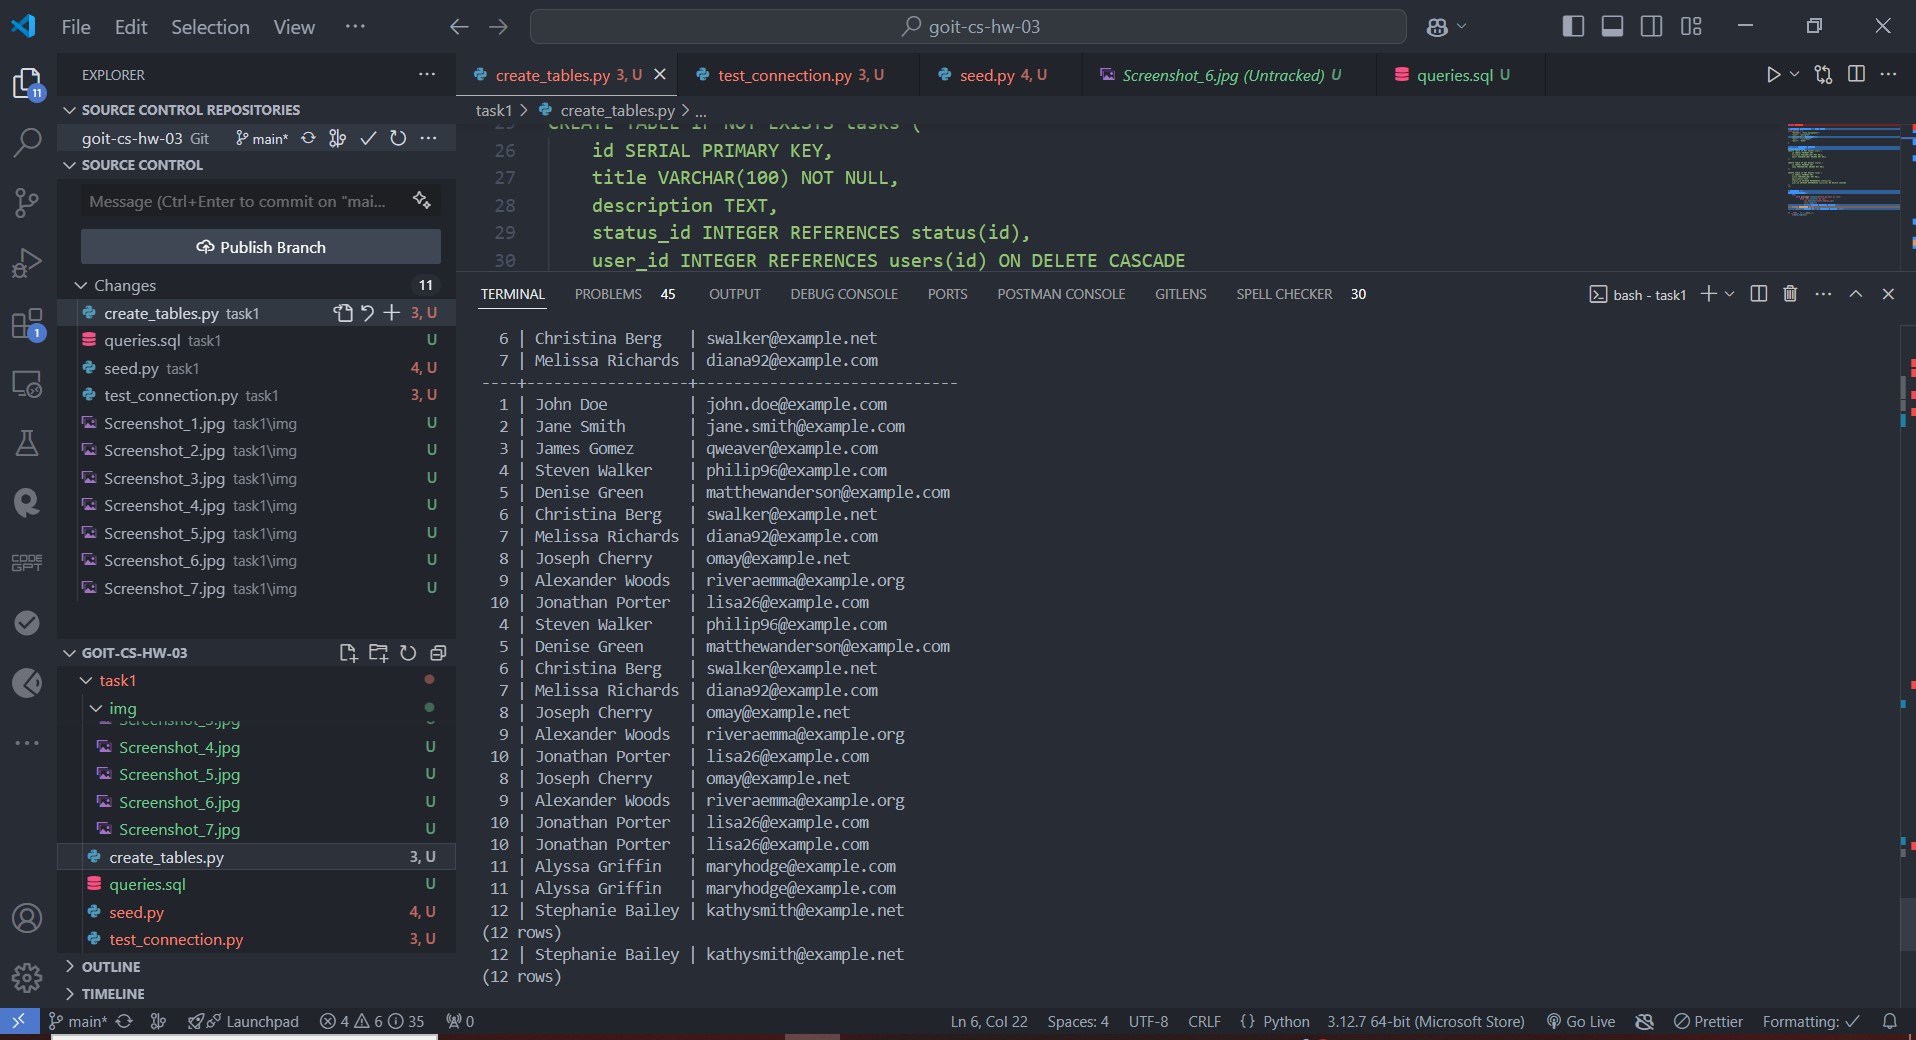 File Edit Selection View ...
goit-cs-hw-03
EXPLORER
SOURCE CONTROL REPOSITORIES
goit-cs-hw-03 Git main*
SOURCE CONTROL
Message (Ctrl+Enter to commit on "mai...
Publish Branch
Changes 11
create_tables.py task1 3, U
queries.sql task1 U
seed.py task1 4, U
test_connection.py task1 3, U
Screenshot_1.jpg task1\img U
Screenshot_2.jpg task1\img U
Screenshot_3.jpg task1\img U
Screenshot_4.jpg task1\img U
Screenshot_5.jpg task1\img U
Screenshot_6.jpg task1\img U
Screenshot_7.jpg task1\img U
GOIT-CS-HW-03
task1
img
Screenshot_3.jpg U
Screenshot_4.jpg U
Screenshot_5.jpg U
Screenshot_6.jpg U
Screenshot_7.jpg U
create_tables.py 3, U
queries.sql U
seed.py 4, U
test_connection.py 3, U
OUTLINE
TIMELINE
11
1
CODE
GPT
create_tables.py 3, U test_connection.py 3, U seed.py 4, U Screenshot_6.jpg (Untracked) U queries.sql U
task1 > create_tables.py > ...
25 CREATE TABLE IF NOT EXISTS tasks (
26 id SERIAL PRIMARY KEY,
27 title VARCHAR(100) NOT NULL,
28 description TEXT,
29 status_id INTEGER REFERENCES status(id),
30 user_id INTEGER REFERENCES users(id) ON DELETE CASCADE
TERMINAL PROBLEMS 45 OUTPUT DEBUG CONSOLE PORTS POSTMAN CONSOLE GITLENS SPELL CHECKER 30 bash - task1
6 | Christina Berg | swalker@example.net
7 | Melissa Richards | diana92@example.com
----+------------------+-----------------------------
1 | John Doe | john.doe@example.com
2 | Jane Smith | jane.smith@example.com
3 | James Gomez | qweaver@example.com
4 | Steven Walker | philip96@example.com
5 | Denise Green | matthewanderson@example.com
6 | Christina Berg | swalker@example.net
7 | Melissa Richards | diana92@example.com
8 | Joseph Cherry | omay@example.net
9 | Alexander Woods | riveraemma@example.org
10 | Jonathan Porter | lisa26@example.com
4 | Steven Walker | philip96@example.com
5 | Denise Green | matthewanderson@example.com
6 | Christina Berg | swalker@example.net
7 | Melissa Richards | diana92@example.com
8 | Joseph Cherry | omay@example.net
9 | Alexander Woods | riveraemma@example.org
10 | Jonathan Porter | lisa26@example.com
8 | Joseph Cherry | omay@example.net
9 | Alexander Woods | riveraemma@example.org
10 | Jonathan Porter | lisa26@example.com
10 | Jonathan Porter | lisa26@example.com
11 | Alyssa Griffin | maryhodge@example.com
11 | Alyssa Griffin | maryhodge@example.com
12 | Stephanie Bailey | kathysmith@example.net
(12 rows)
12 | Stephanie Bailey | kathysmith@example.net
(12 rows)
main* Launchpad 4 6 35 0 Ln 6, Col 22 Spaces: 4 UTF-8 CRLF {} Python 3.12.7 64-bit (Microsoft Store) Go Live Prettier Formatting: